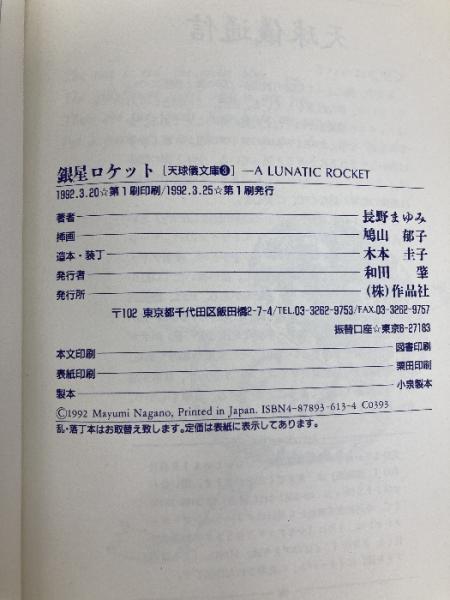 天球儀通信
銀星ロケット [天球儀文庫❸] —A LUNATIC ROCKET
1992.3.20☆第1刷印刷/1992.3.25☆第1刷発行
著者 長野まゆみ
挿画 鳩山 郁子
造本・装丁 木本 圭子
発行者 和田 肇
発行所 (株)作品社
〒102 東京都千代田区飯田橋2-7-4/TEL.03-3262-9753/FAX.03-3262-9757
振替口座☆東京6-27183
本文印刷 図書印刷
表紙印刷 栗田印刷
製本 小泉製本
©1992 Mayumi Nagano, Printed in Japan. ISBN4-87893-613-4 C0393
乱・落丁本はお取替え致します。定価は表紙に表示してあります。